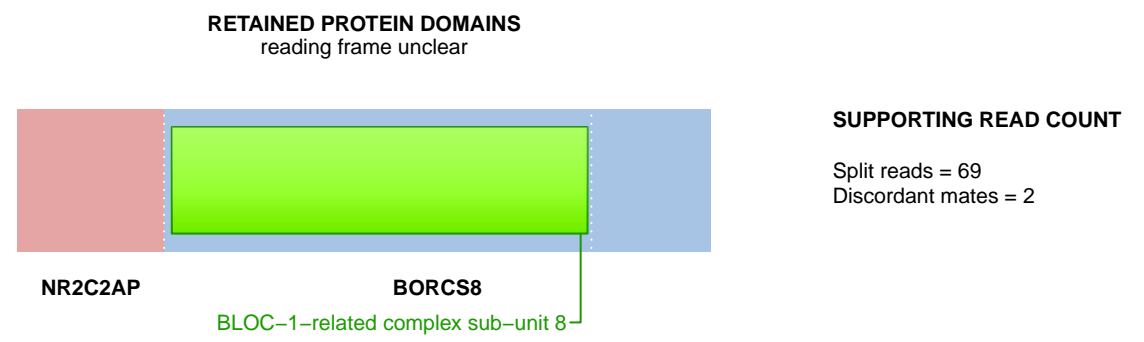 RETAINED PROTEIN DOMAINS
reading frame unclear
SUPPORTING READ COUNT
Split reads = 69
Discordant mates = 2
NR2C2AP
BORCS8
BLOC−1−related complex sub−unit 8